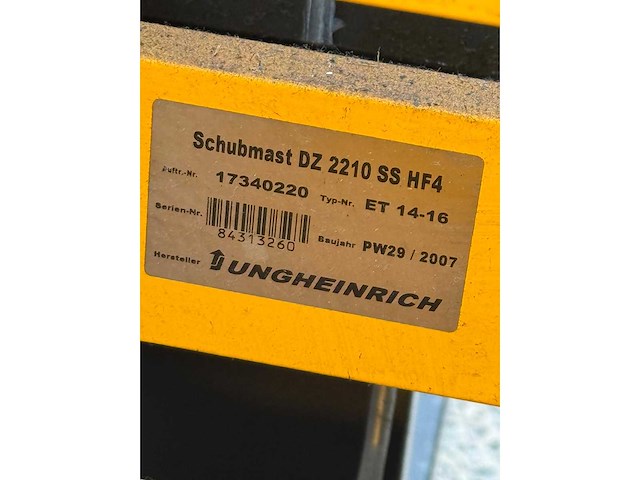 Schubmast DZ 2210 SS HF4
Auftr.-Nr. 17340220 Typ-Nr. ET 14-16
Serien-Nr. 84313260 Baujahr PW29 / 2007
Hersteller JUNGHEINRICH